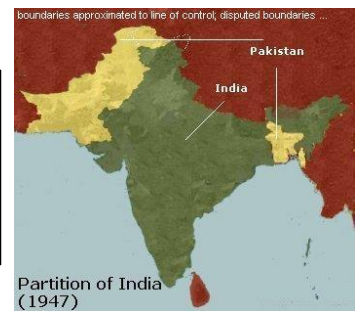 boundaries approximated to line of control; disputed boundaries ...
Pakistan
India
Partition of India
(1947)